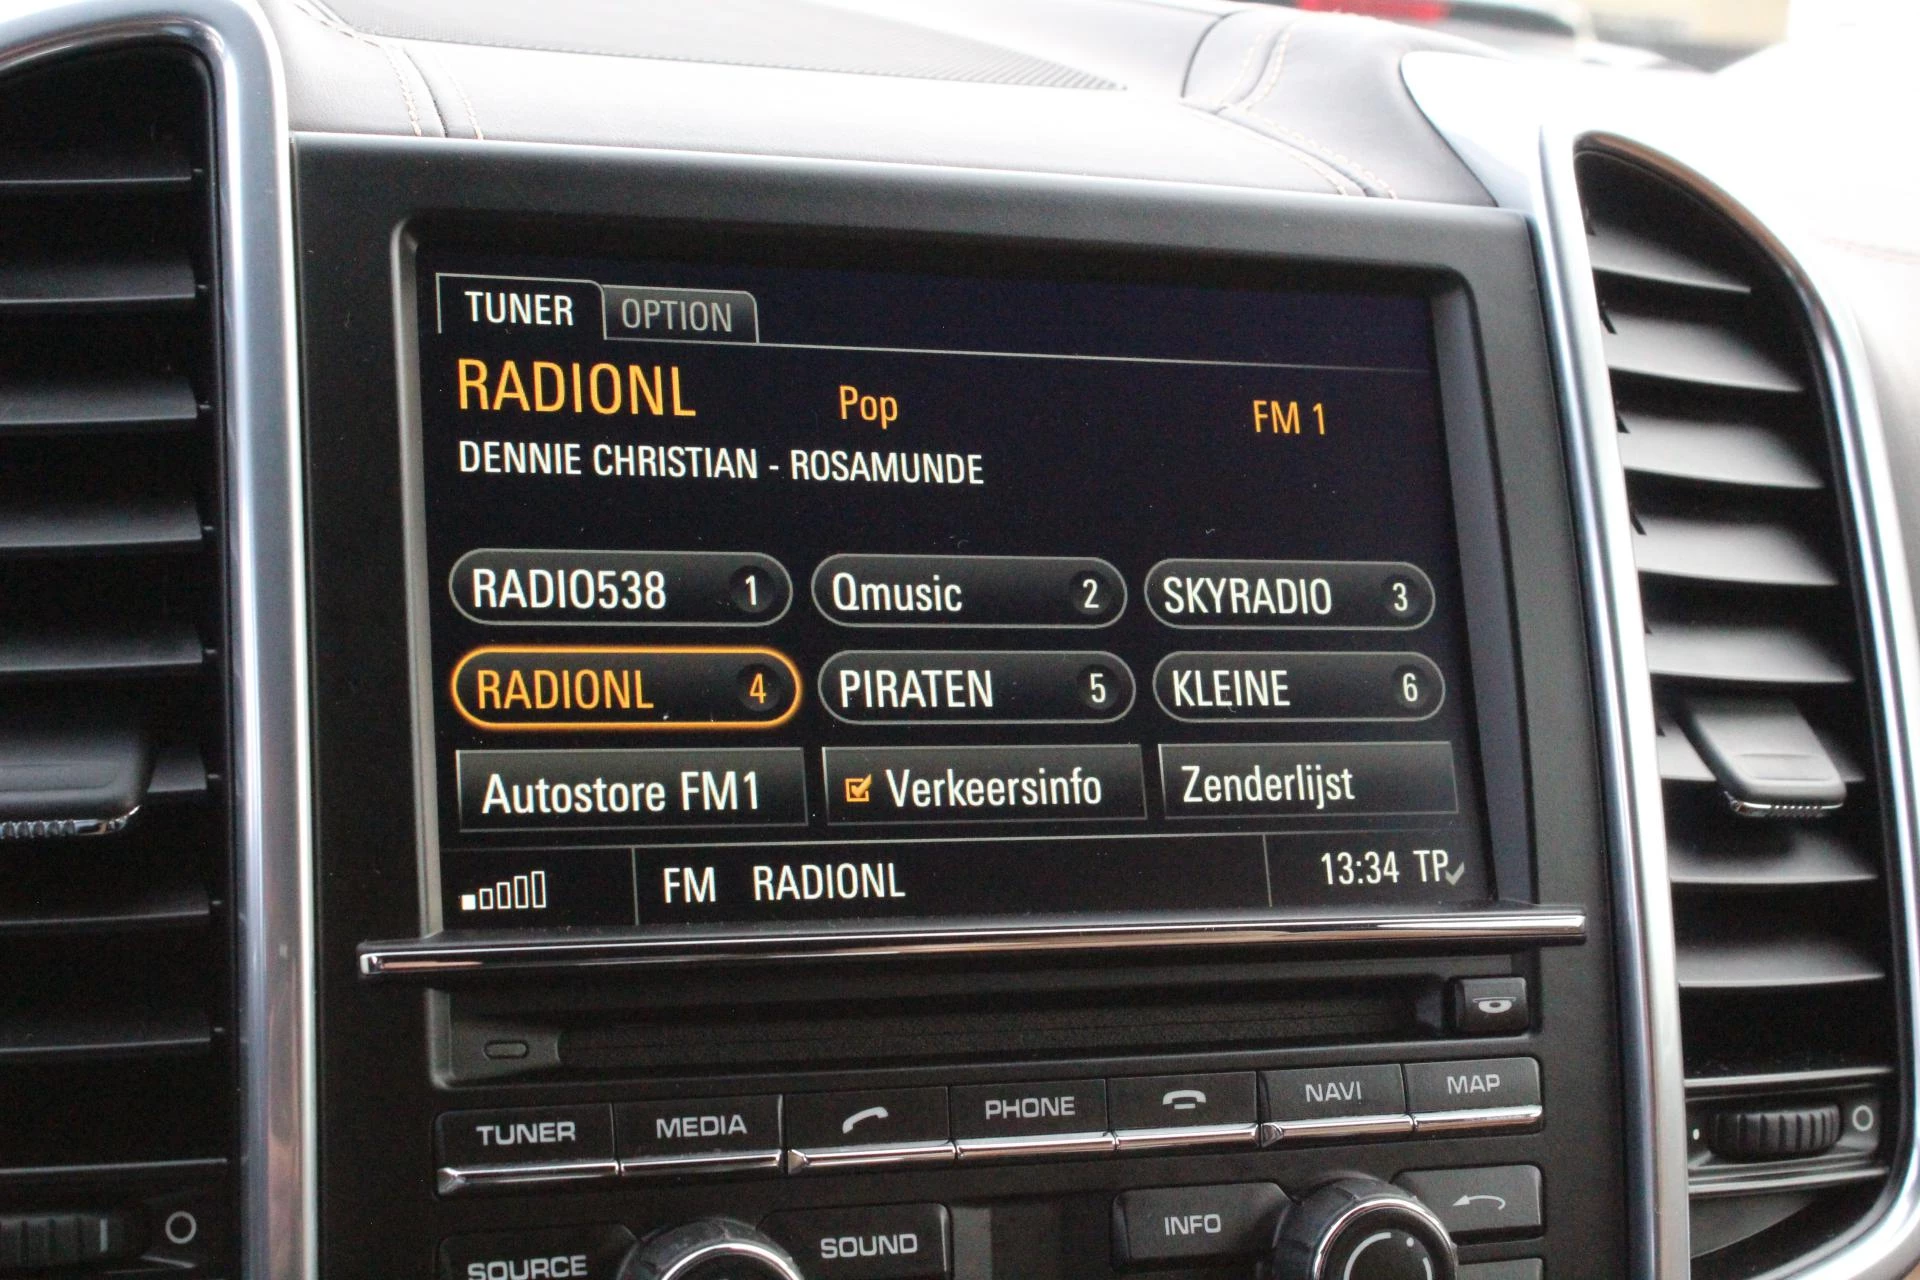 TUNER OPTION
RADIONL Pop FM 1
DENNIE CHRISTIAN - ROSAMUNDE
RADIO538 1 Qmusic 2 SKYRADIO 3
RADIONL 4 PIRATEN 5 KLEINE 6
Autostore FM1 Verkeersinfo Zenderlijst
FM RADIONL 13:34 TP
TUNER MEDIA PHONE NAVI MAP
SOURCE SOUND INFO